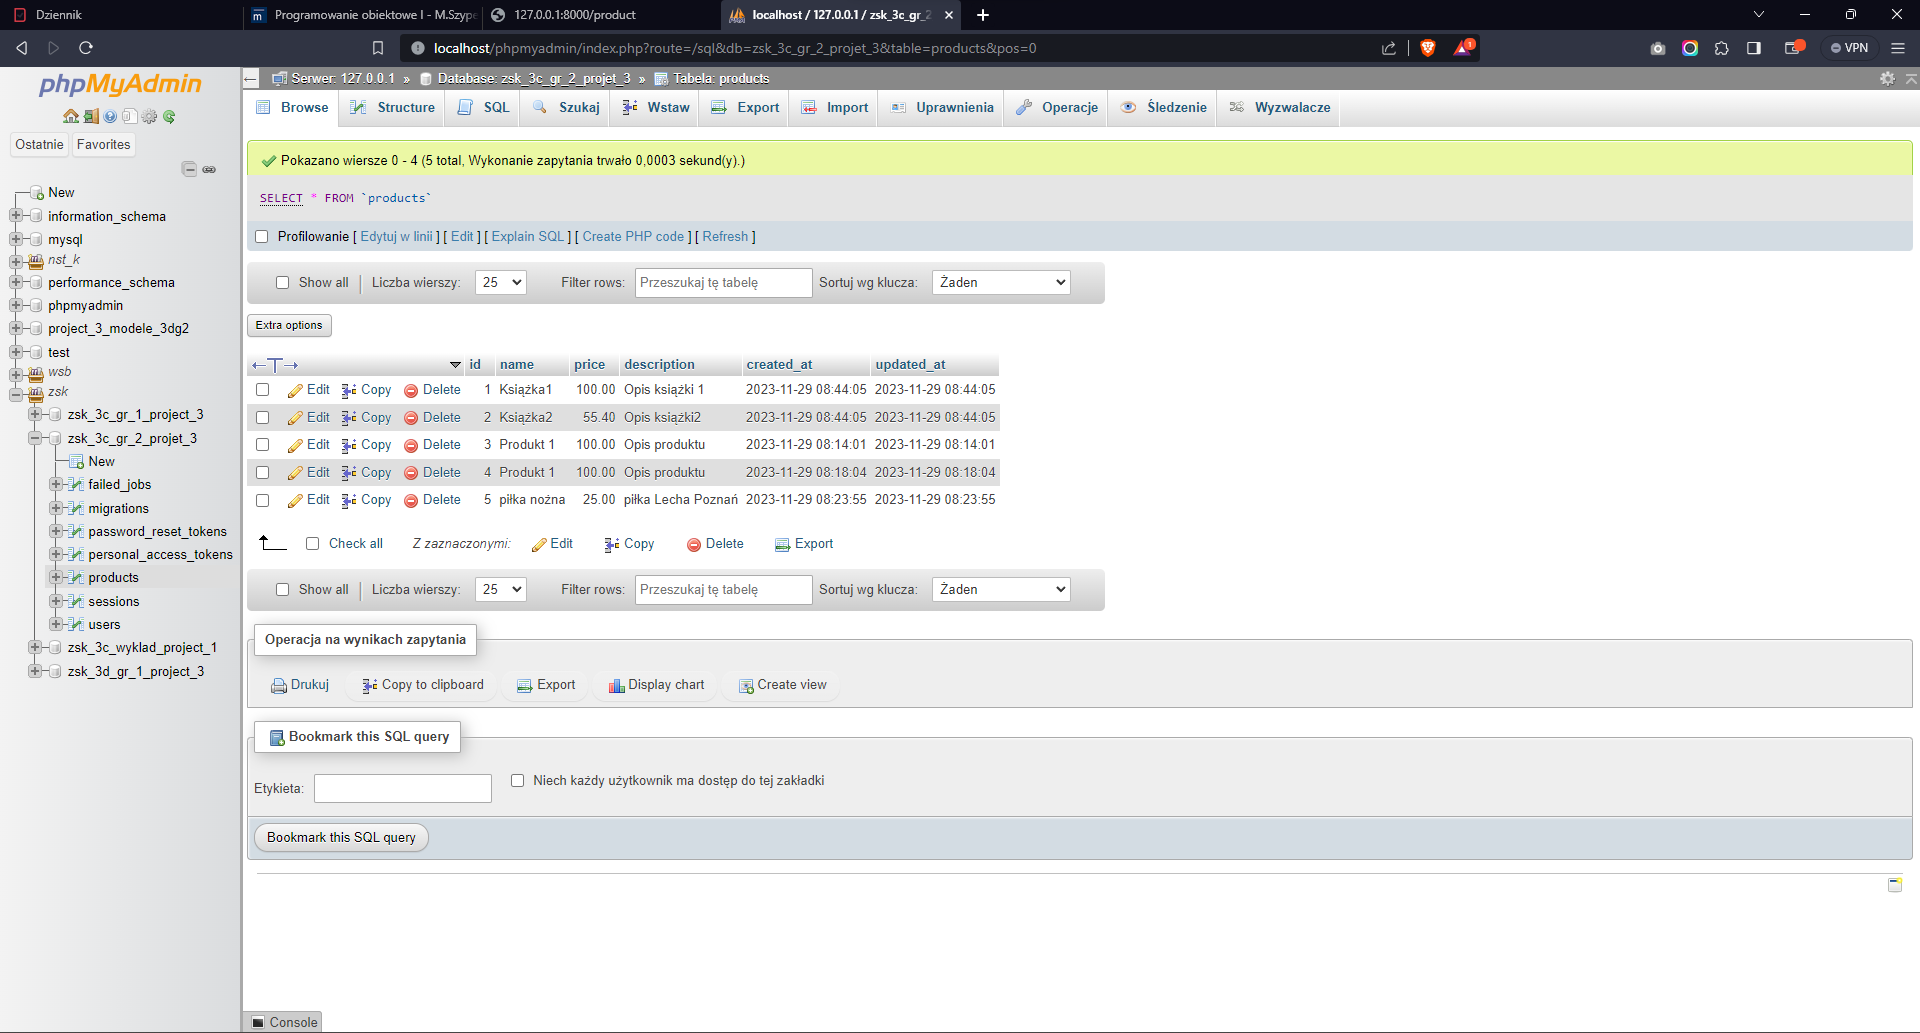 Dziennik
Programowanie obiektowe I - M.Szype
127.0.0.1:8000/product
localhost / 127.0.0.1 / zsk_3c_gr_2
localhost/phpmyadmin/index.php?route=/sql&db=zsk_3c_gr_2_projet_3&table=products&pos=0
1
VPN
phpMyAdmin
Ostatnie
Favorites
New
information_schema
mysql
nst_k
performance_schema
phpmyadmin
project_3_modele_3dg2
test
wsb
zsk
zsk_3c_gr_1_project_3
zsk_3c_gr_2_projet_3
New
failed_jobs
migrations
password_reset_tokens
personal_access_tokens
products
sessions
users
zsk_3c_wyklad_project_1
zsk_3d_gr_1_project_3
Serwer: 127.0.0.1 » Database: zsk_3c_gr_2_projet_3 » Tabela: products
Browse Structure SQL Szukaj Wstaw Export Import Uprawnienia Operacje Śledzenie Wyzwalacze
Pokazano wiersze 0 - 4 (5 total, Wykonanie zapytania trwało 0,0003 sekund(y).)
SELECT * FROM `products`
Profilowanie [ Edytuj w linii ] [ Edit ] [ Explain SQL ] [ Create PHP code ] [ Refresh ]
Show all Liczba wierszy: 25 Filter rows: Przeszukaj tę tabelę Sortuj wg klucza: Żaden
Extra options
id name price description created_at updated_at
Edit Copy Delete 1 Książka1 100.00 Opis książki 1 2023-11-29 08:44:05 2023-11-29 08:44:05
Edit Copy Delete 2 Książka2 55.40 Opis książki2 2023-11-29 08:44:05 2023-11-29 08:44:05
Edit Copy Delete 3 Produkt 1 100.00 Opis produktu 2023-11-29 08:14:01 2023-11-29 08:14:01
Edit Copy Delete 4 Produkt 1 100.00 Opis produktu 2023-11-29 08:18:04 2023-11-29 08:18:04
Edit Copy Delete 5 piłka nożna 25.00 piłka Lecha Poznań 2023-11-29 08:23:55 2023-11-29 08:23:55
Check all Z zaznaczonymi: Edit Copy Delete Export
Show all Liczba wierszy: 25 Filter rows: Przeszukaj tę tabelę Sortuj wg klucza: Żaden
Operacja na wynikach zapytania
Drukuj Copy to clipboard Export Display chart Create view
Bookmark this SQL query
Etykieta: Niech każdy użytkownik ma dostęp do tej zakładki
Bookmark this SQL query
Console